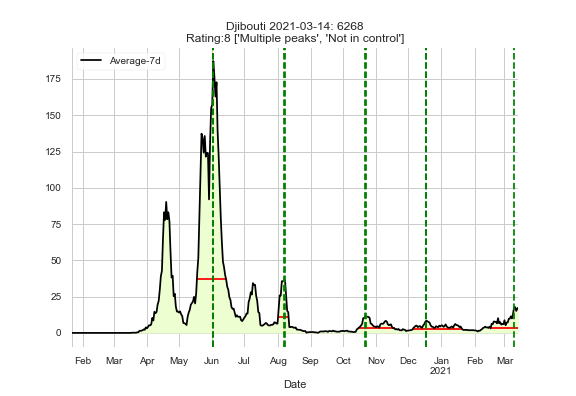 Djibouti 2021-03-14: 6268
Rating:8 ['Multiple peaks', 'Not in control']
Average-7d
175
150
125
100
75
50
25
0
Feb Mar Apr May Jun Jul Aug Sep Oct Nov Dec Jan Feb Mar
2021
Date